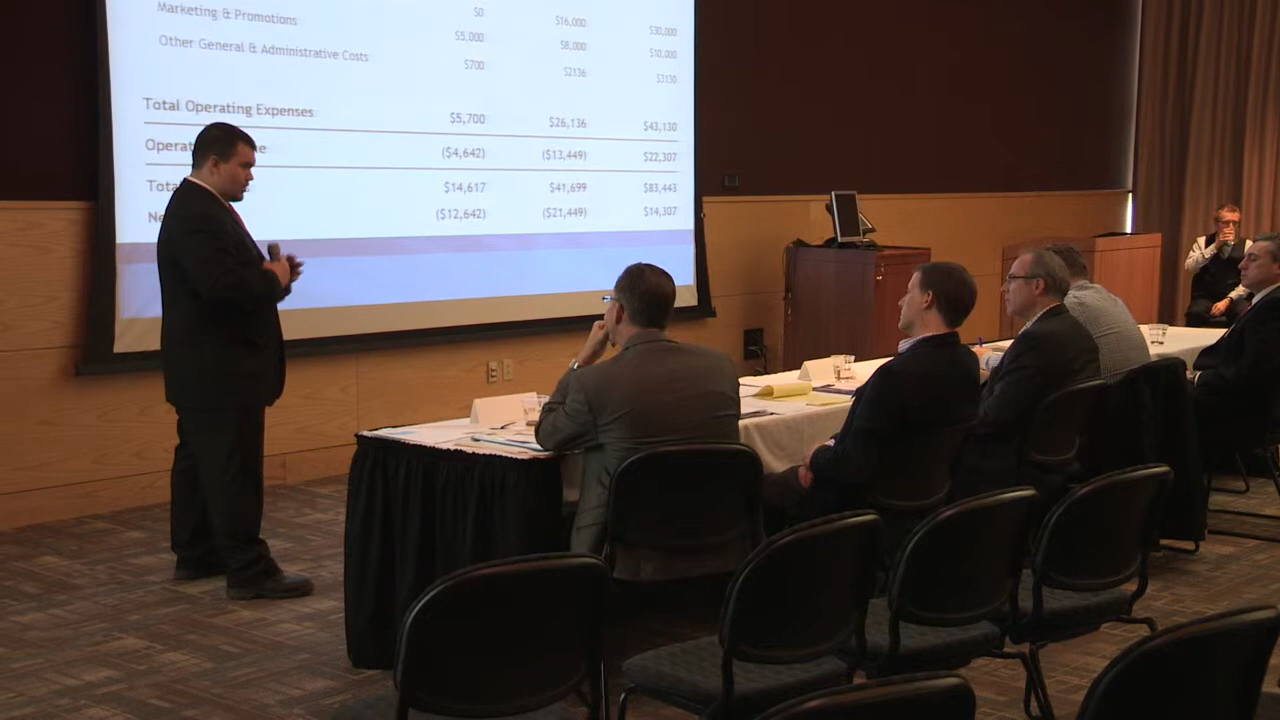 $0 $16,000 $30,000
Marketing & Promotions $5,000 $8,000 $10,000
Other General & Administrative Costs $700 $2136 $3130
Total Operating Expenses $5,700 $26,136 $43,130
($4,642) ($13,449) $22,307
$14,617 $41,699 $83,443
($12,642) ($21,449) $14,307